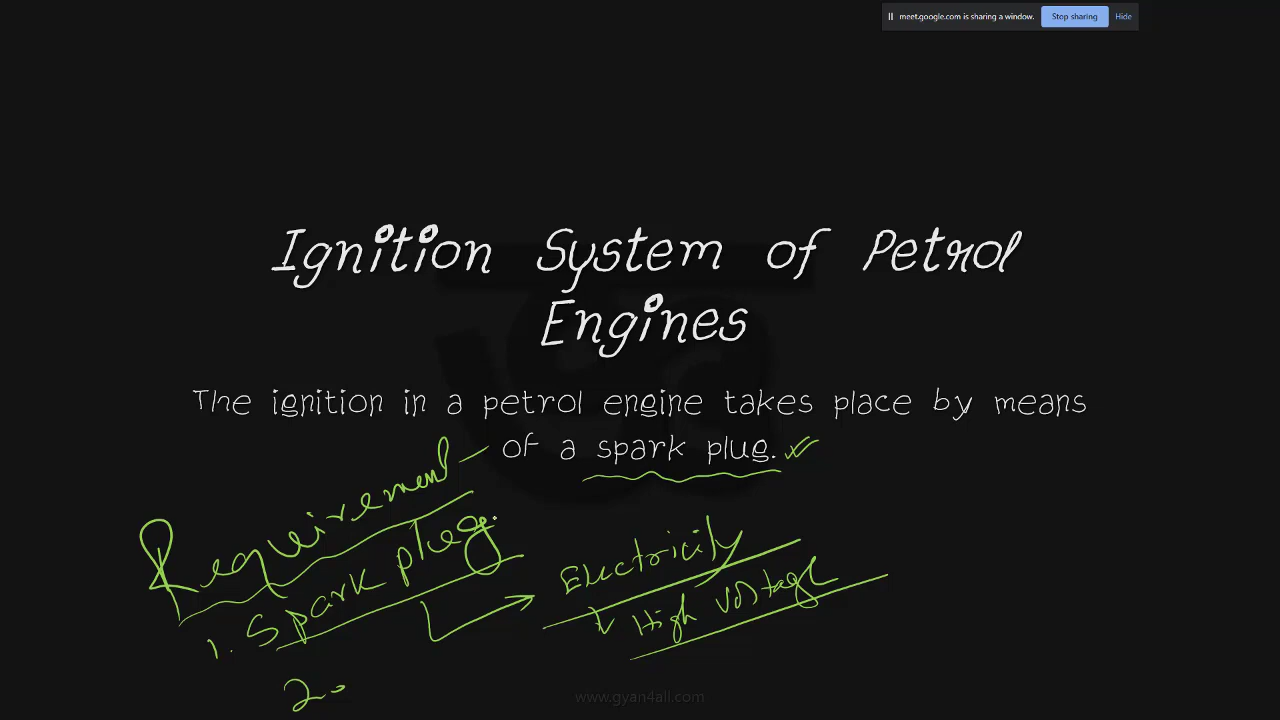 meet.google.com is sharing a window. Stop sharing Hide
Ignition System of Petrol
Engines
The ignition in a petrol engine takes place by means
of a spark plug.
Requirement
1. Spark plug.
Electricity
High Voltage
2.
www.gyan4all.com